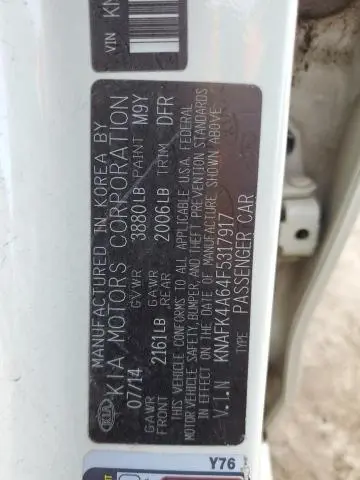 VIN KN
MANUFACTURED IN KOREA BY
KIA MOTORS CORPORATION
07/14 GVWR 3880LB PAINT M9Y
GAWR FRONT 2161LB GAWR REAR 2006LB TRIM DFR
THIS VEHICLE CONFORMS TO ALL APPLICABLE U.S.A. FEDERAL
MOTOR VEHICLE SAFETY, BUMPER, AND THEFT PREVENTION STANDARDS
IN EFFECT ON THE DATE OF MANUFACTURE SHOWN ABOVE
V.I.N KNAFK4A64F5317917
TYPE PASSENGER CAR
KIA
Y76